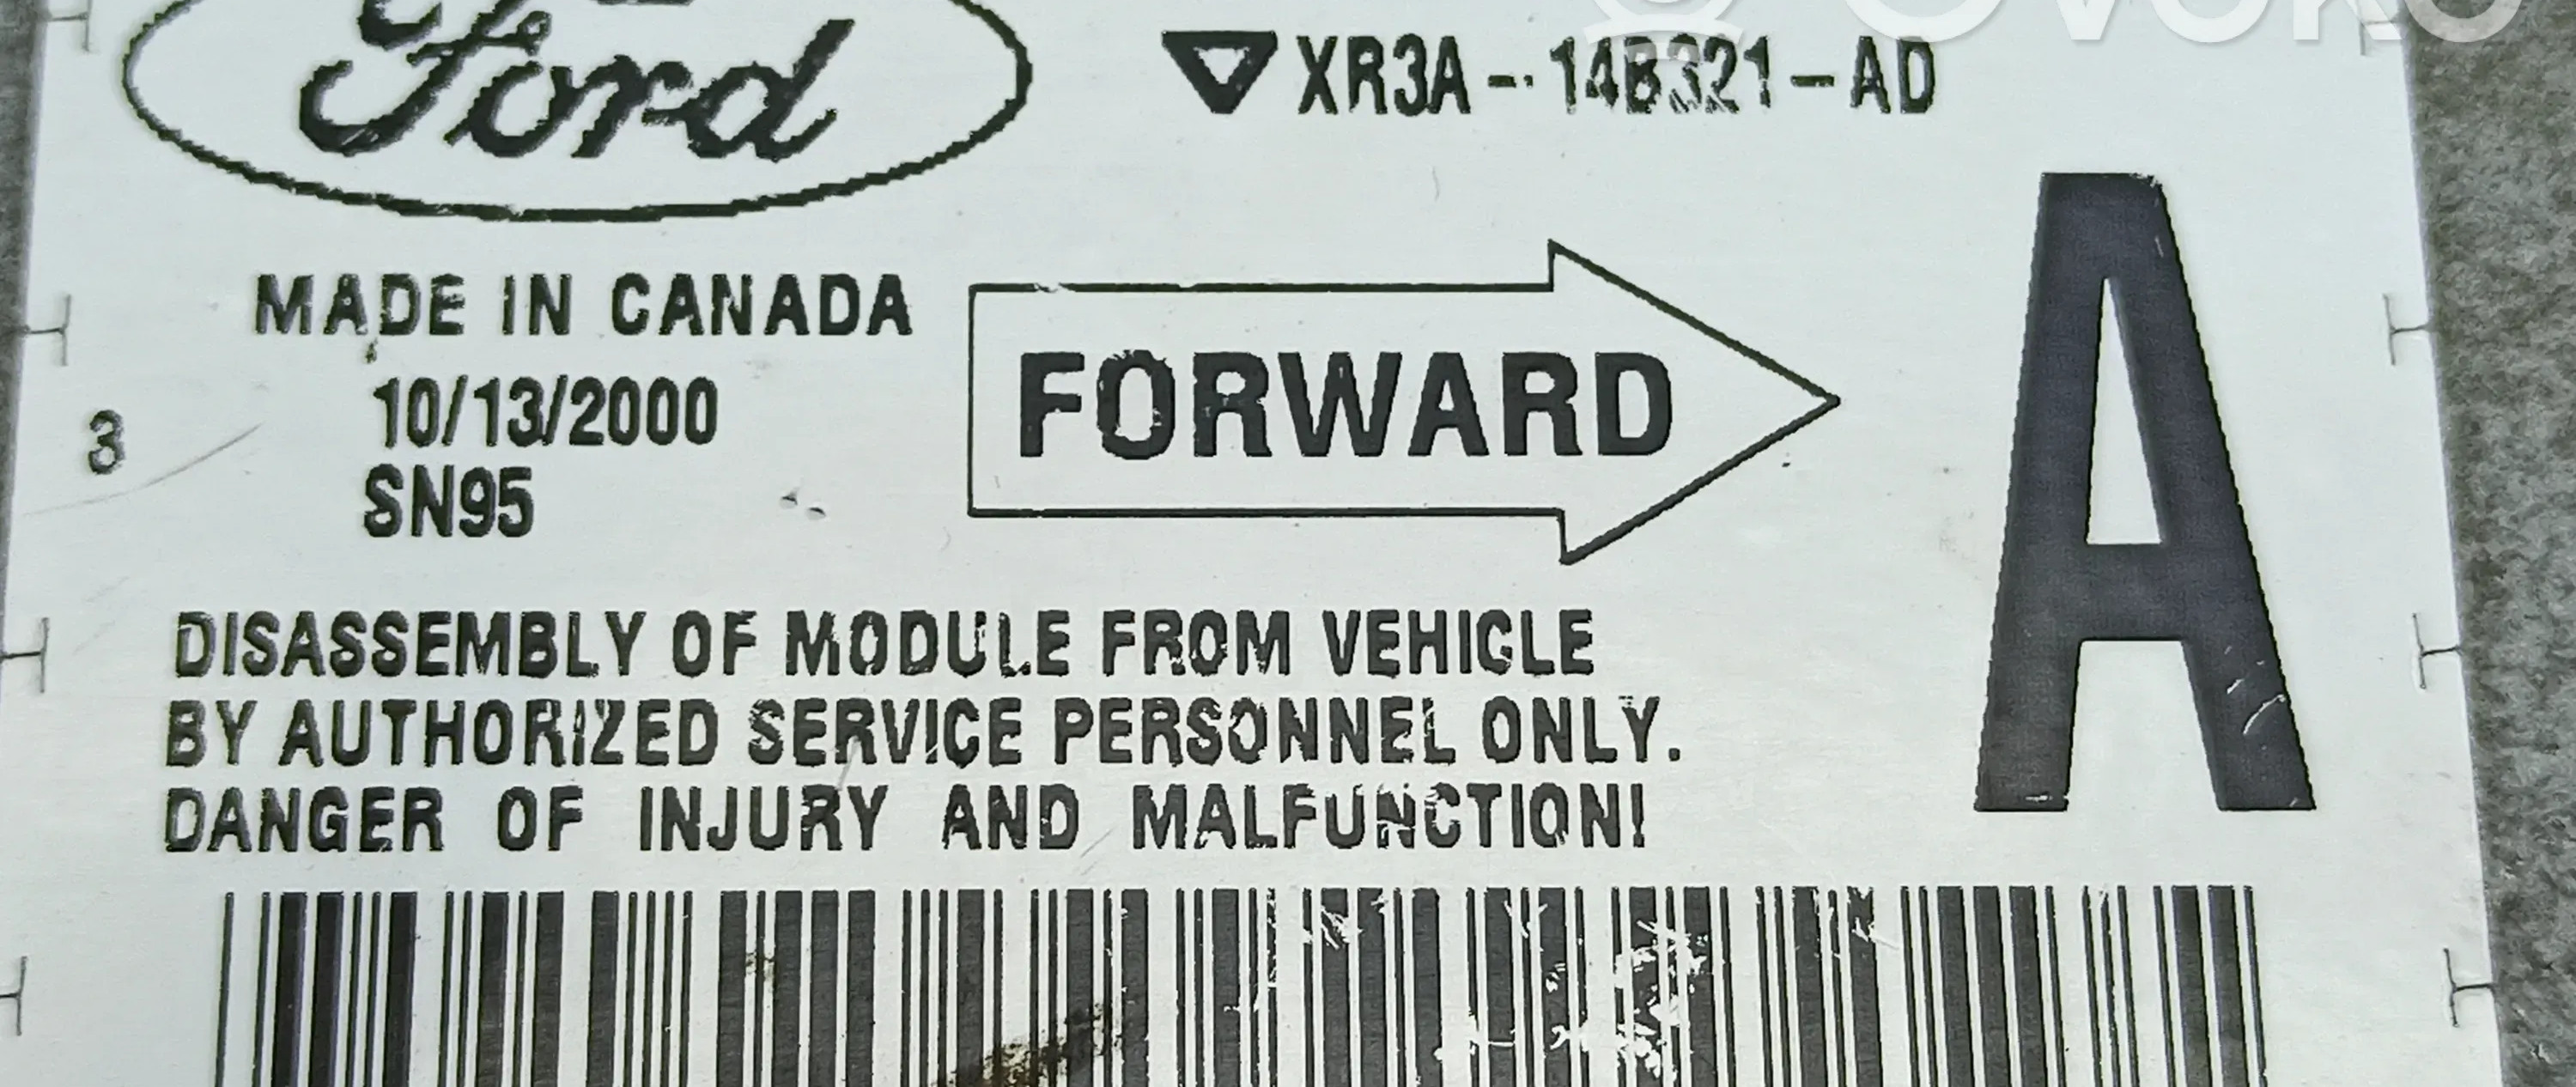 Ford
XR3A-14B321-AD
MADE IN CANADA
10/13/2000
3
SN95
FORWARD
A
DISASSEMBLY OF MODULE FROM VEHICLE
BY AUTHORIZED SERVICE PERSONNEL ONLY.
DANGER OF INJURY AND MALFUNCTION!